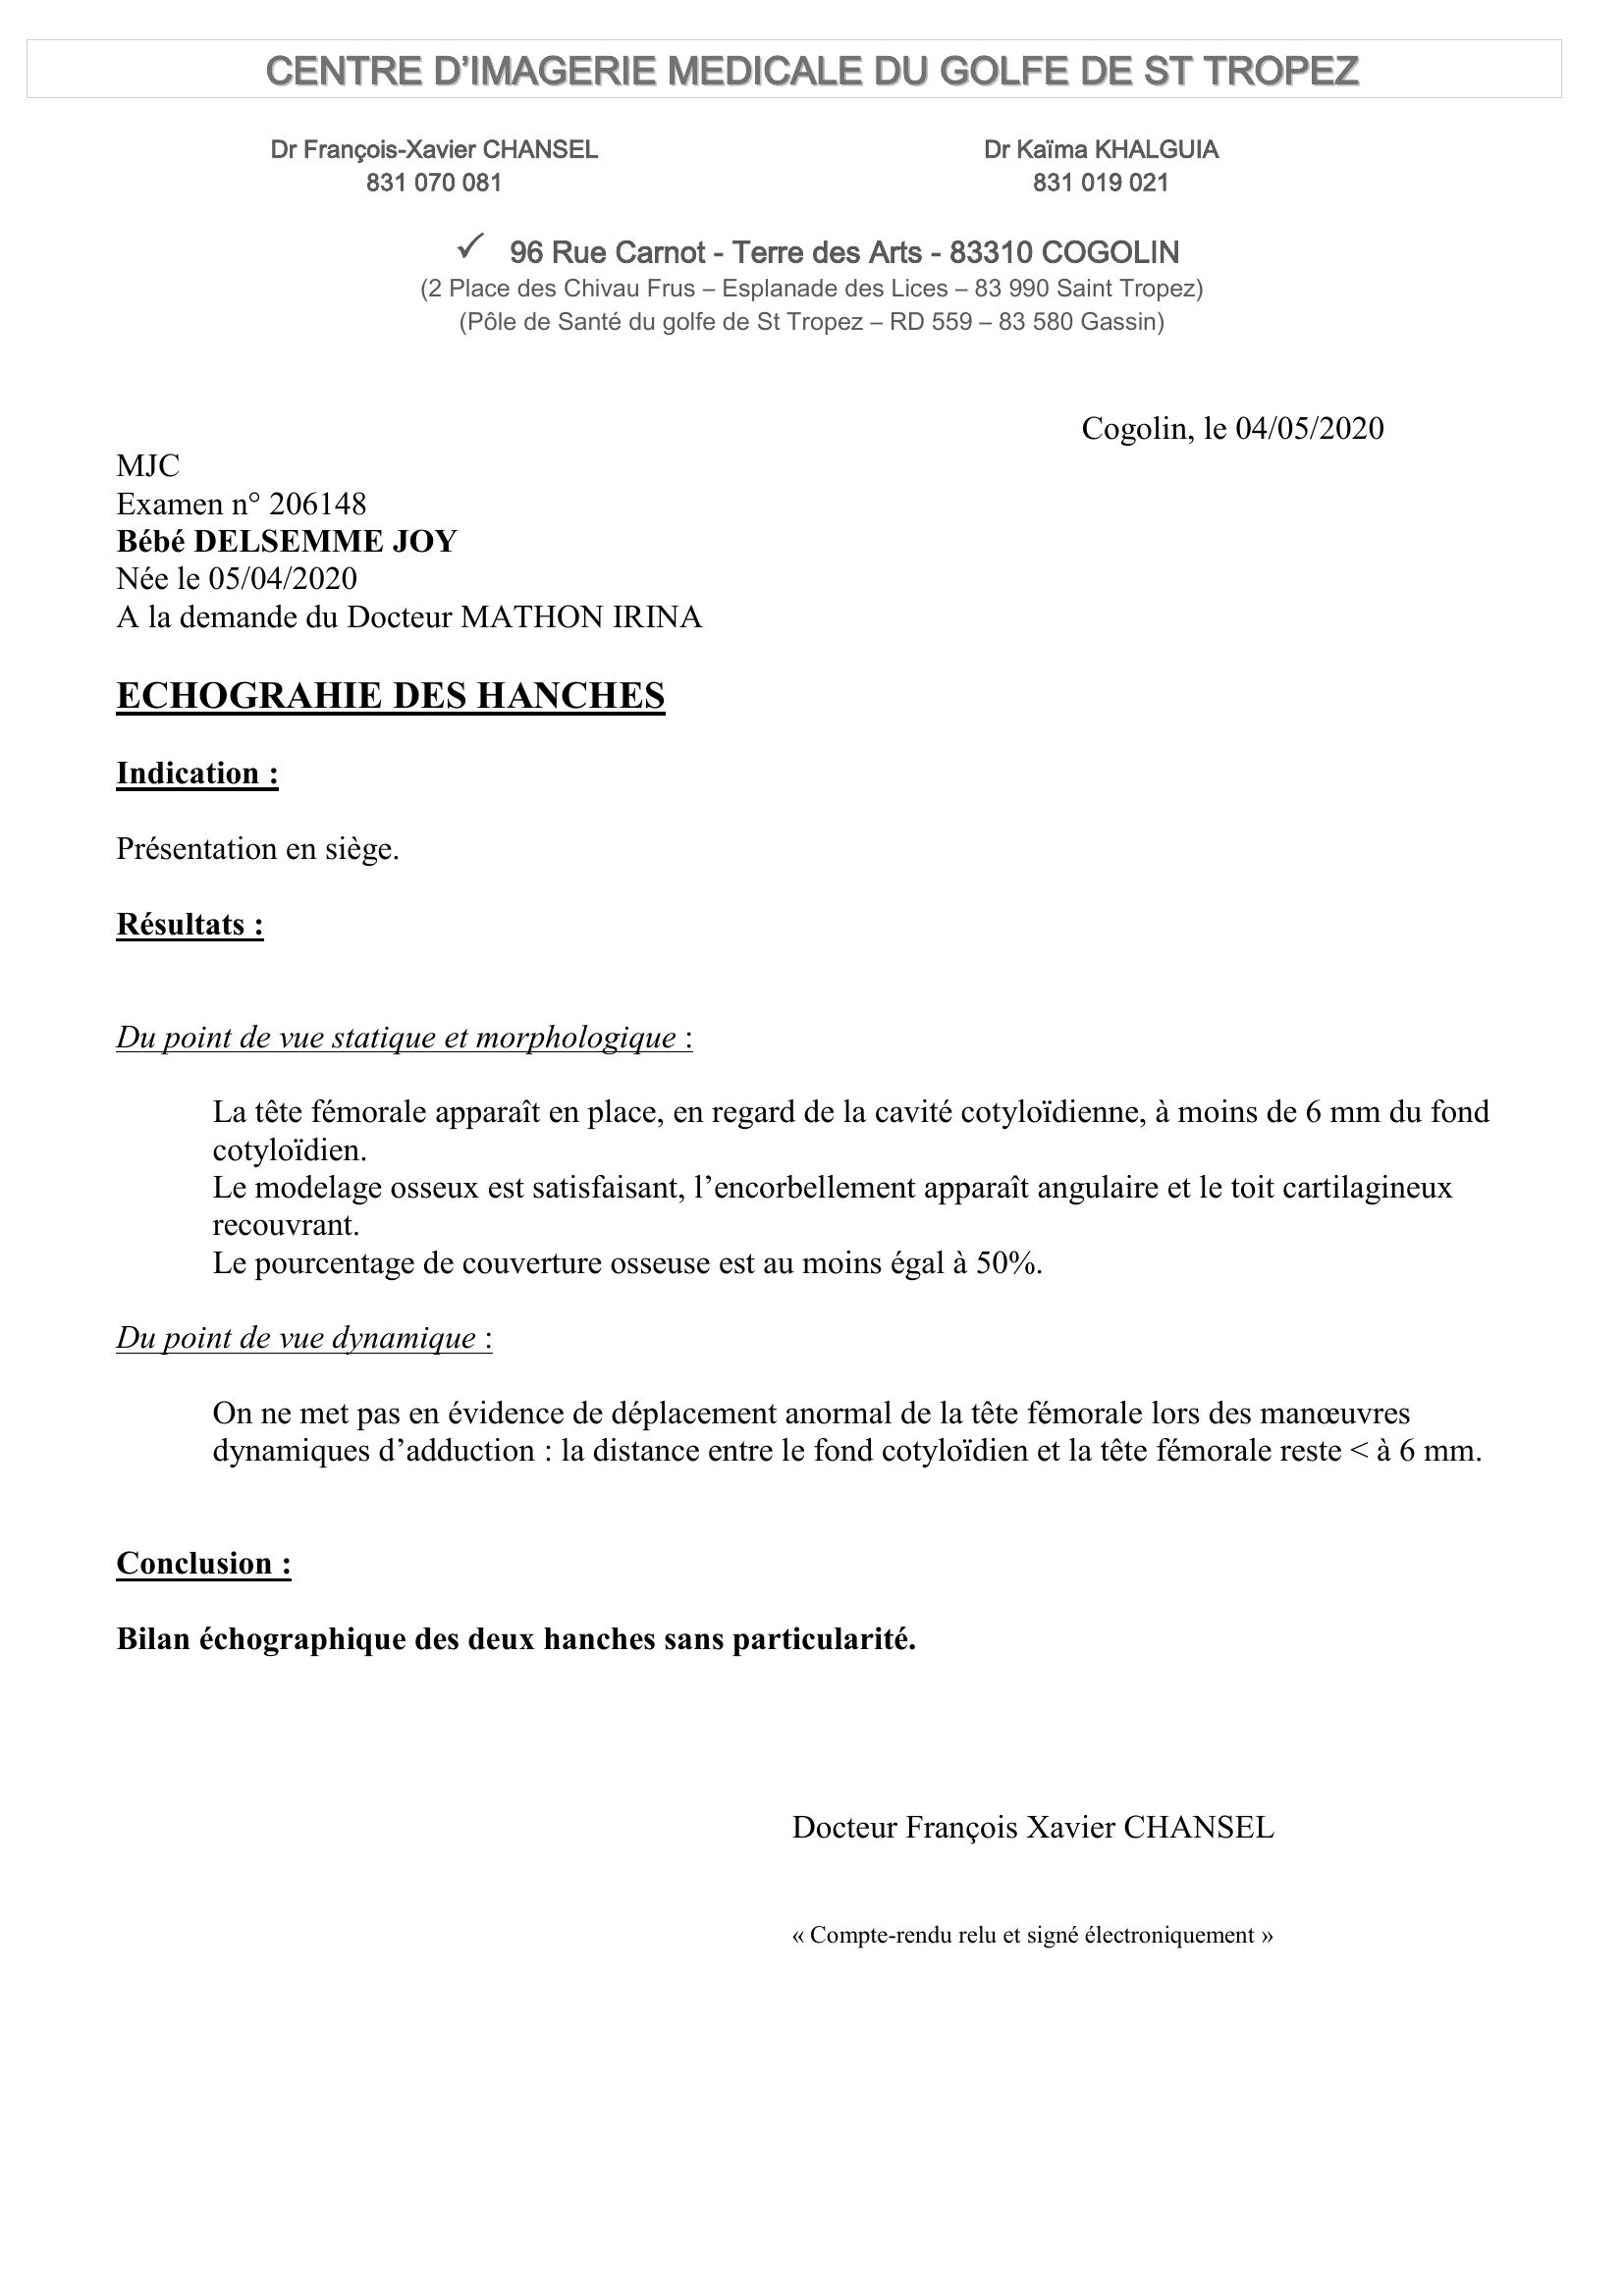 CENTRE D’IMAGERIE MEDICALE DU GOLFE DE ST TROPEZ
Dr François-Xavier CHANSEL
831 070 081
Dr Kaïma KHALGUIA
831 019 021
✓ 96 Rue Carnot - Terre des Arts - 83310 COGOLIN
(2 Place des Chivau Frus – Esplanade des Lices – 83 990 Saint Tropez)
(Pôle de Santé du golfe de St Tropez – RD 559 – 83 580 Gassin)
Cogolin, le 04/05/2020
MJC
Examen n° 206148
Bébé DELSEMME JOY
Née le 05/04/2020
A la demande du Docteur MATHON IRINA
ECHOGRAHIE DES HANCHES
Indication :
Présentation en siège.
Résultats :
Du point de vue statique et morphologique :
La tête fémorale apparaît en place, en regard de la cavité cotyloïdienne, à moins de 6 mm du fond
cotyloïdien.
Le modelage osseux est satisfaisant, l’encorbellement apparaît angulaire et le toit cartilagineux
recouvrant.
Le pourcentage de couverture osseuse est au moins égal à 50%.
Du point de vue dynamique :
On ne met pas en évidence de déplacement anormal de la tête fémorale lors des manœuvres
dynamiques d’adduction : la distance entre le fond cotyloïdien et la tête fémorale reste < à 6 mm.
Conclusion :
Bilan échographique des deux hanches sans particularité.
Docteur François Xavier CHANSEL
« Compte-rendu relu et signé électroniquement »